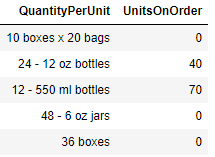 QuantityPerUnit UnitsOnOrder
10 boxes x 20 bags 0
24 - 12 oz bottles 40
12 - 550 ml bottles 70
48 - 6 oz jars 0
36 boxes 0